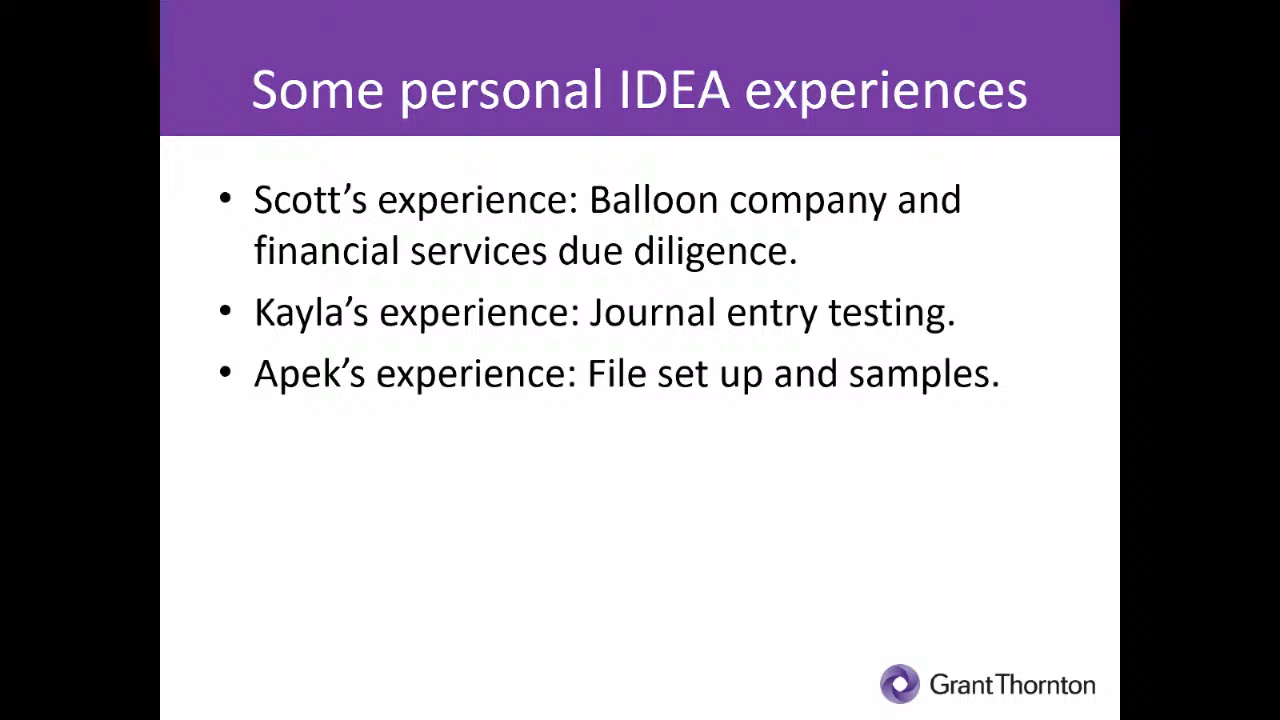 Some personal IDEA experiences
• Scott’s experience: Balloon company and
financial services due diligence.
• Kayla’s experience: Journal entry testing.
• Apek’s experience: File set up and samples.
GrantThornton